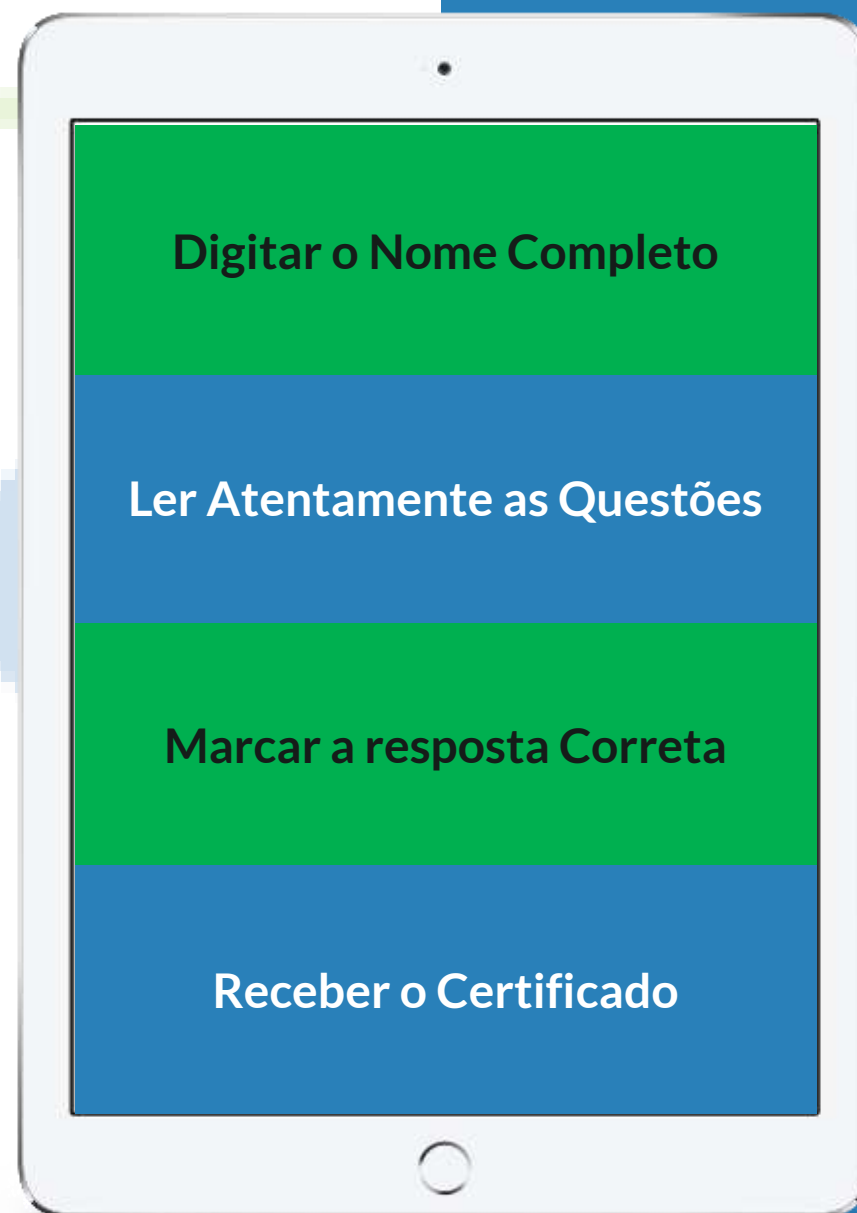 Digitar o Nome Completo
Ler Atentamente as Questões
Marcar a resposta Correta
Receber o Certificado